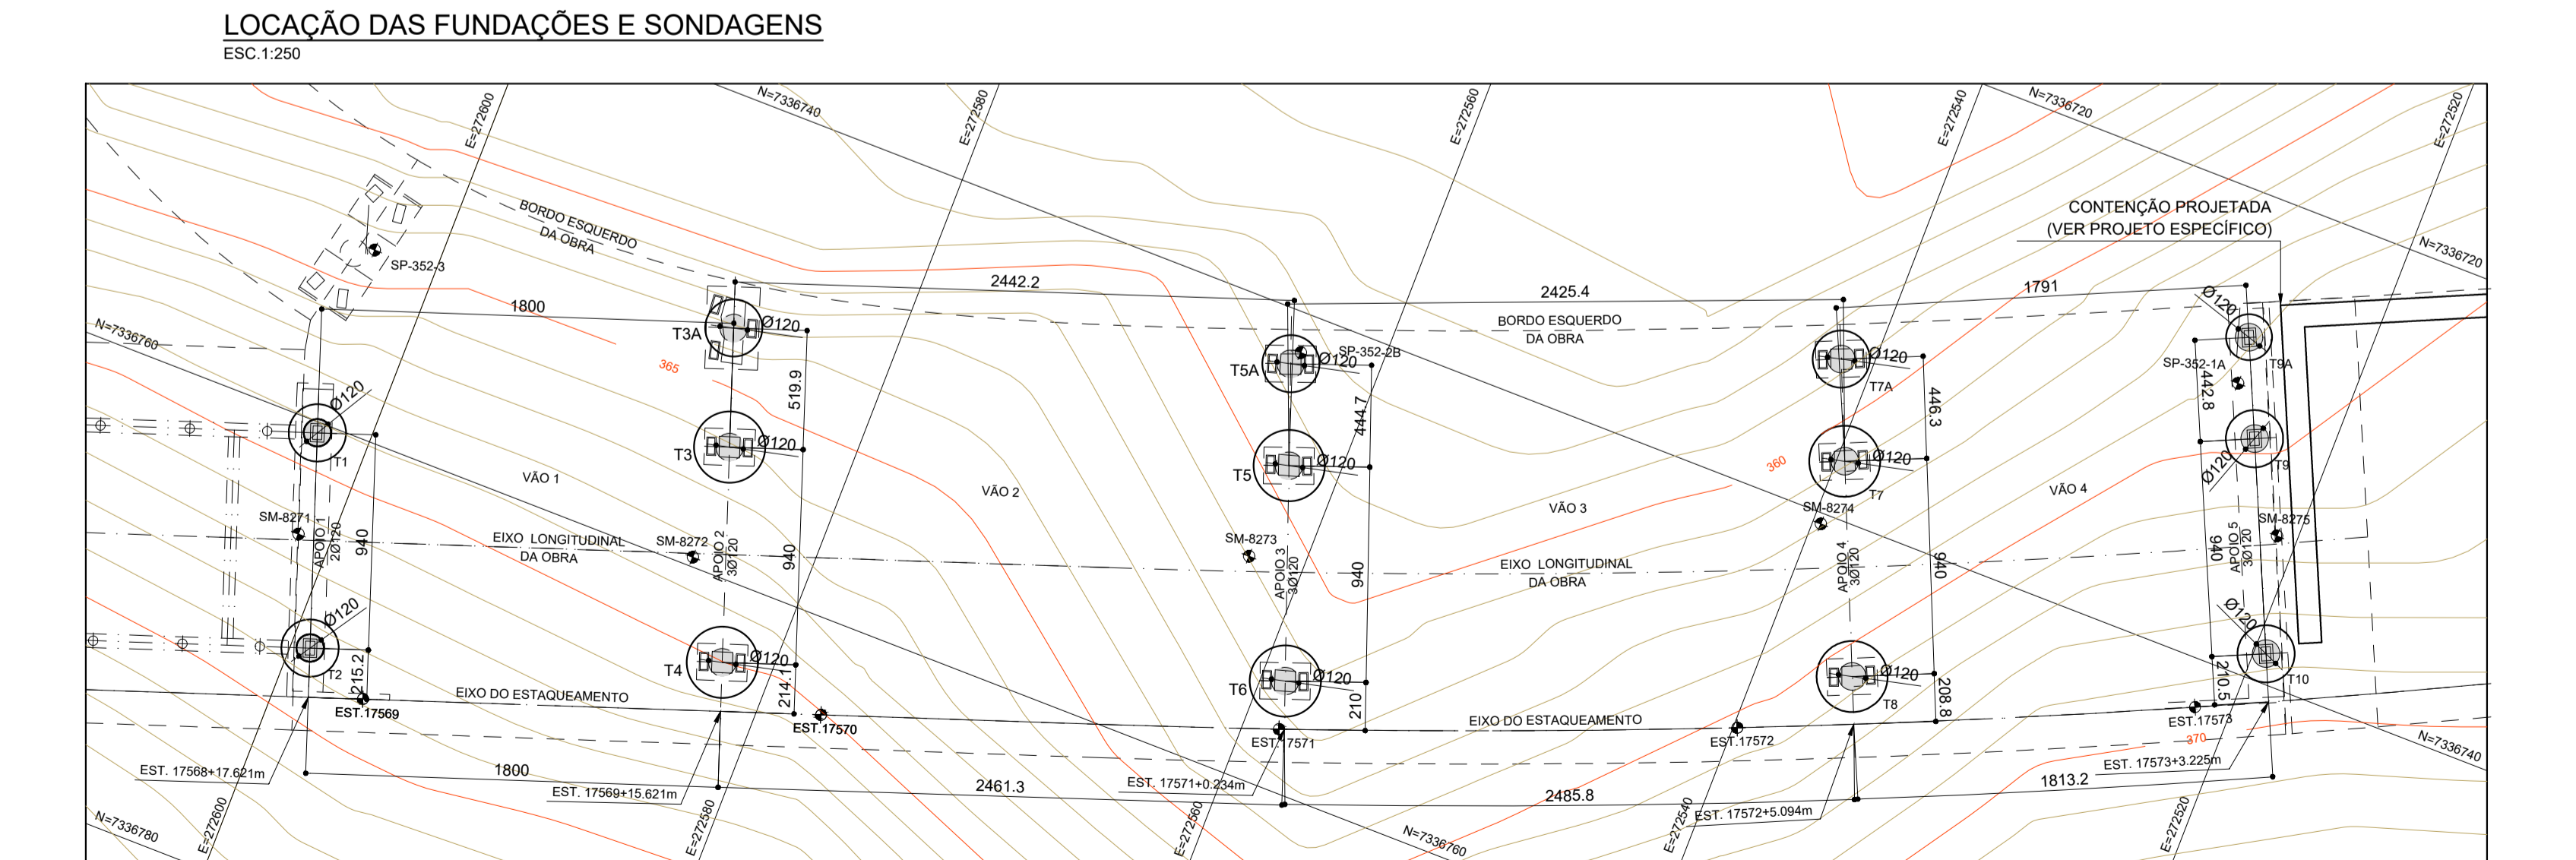 LOCAÇÃO DAS FUNDAÇÕES E SONDAGENS
ESC.1:250
E=272600
N=7336740
E=272580
E=272560
E=272540
N=7336720
E=272520
CONTENÇÃO PROJETADA
(VER PROJETO ESPECÍFICO)
N=7336720
BORDO ESQUERDO
DA OBRA
SP-352-3
1800
2442.2
2425.4
1791
N=7336760
T3A
Ø120
365
519.9
BORDO ESQUERDO
DA OBRA
T5A
Ø120
SP-352-2B
444.7
Ø120
T7A
446.3
Ø120
SP-352-1A
T9A
442.8
Ø120
T1
T3
Ø120
T5
Ø120
360
Ø120
T7
Ø120
T9
VÃO 1
VÃO 2
VÃO 3
VÃO 4
SM-8271
APOIO 1
2Ø120
940
EIXO LONGITUDINAL
DA OBRA
SM-8272
APOIO 2
3Ø120
940
SM-8273
APOIO 3
3Ø120
940
EIXO LONGITUDINAL
DA OBRA
SM-8274
APOIO 4
3Ø120
940
940
APOIO 5
3Ø120
SM-8275
Ø120
T2
215.2
T4
Ø120
214.1
T6
Ø120
210
Ø120
T8
208.8
Ø120
T10
210.5
EIXO DO ESTAQUEAMENTO
EIXO DO ESTAQUEAMENTO
EST.17569
EST.17570
EST.17571
EST.17572
EST.17573
370
N=7336740
EST. 17568+17.621m
1800
EST. 17569+15.621m
2461.3
EST. 17571+0.234m
2485.8
EST. 17572+5.094m
1813.2
EST. 17573+3.225m
N=7336780
E=272600
E=272580
E=272560
N=7336760
E=272540
E=272520